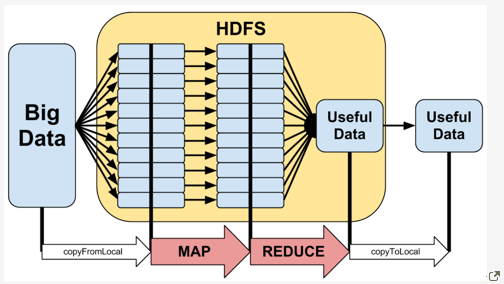 HDFS
Big
Data
Useful
Data
Useful
Data
copyFromLocal
MAP
REDUCE
copyToLocal